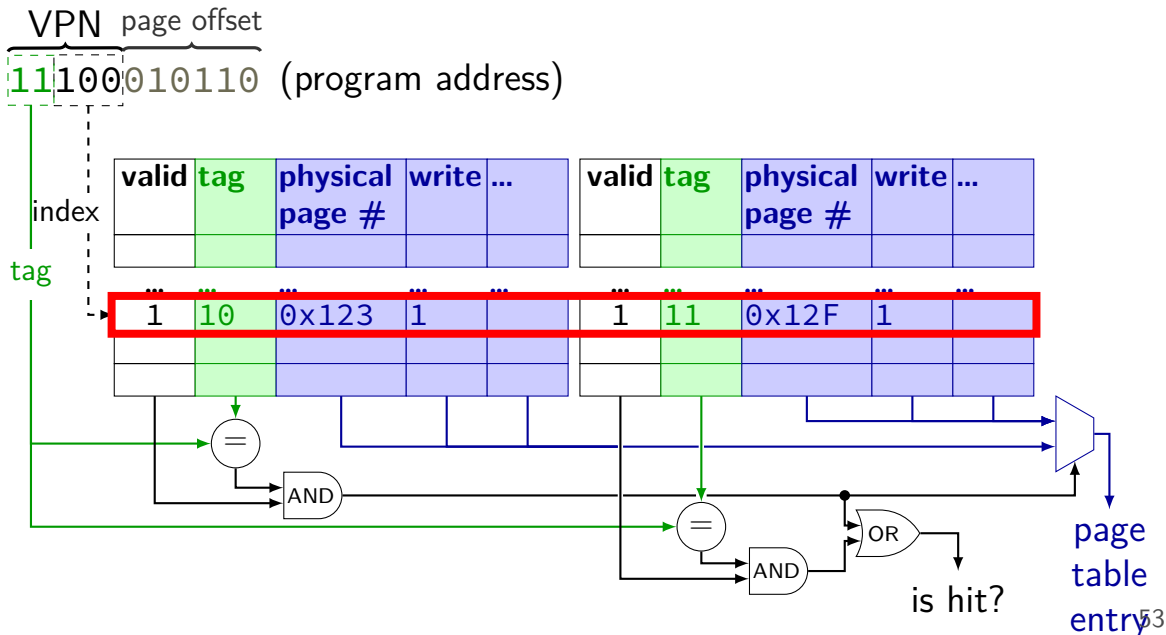 VPN page offset
11100010110 (program address)
valid tag physical page # write ... valid tag physical page # write ...
index
tag
... ... ... ... ... ... ... ... ... ...
1 10 0x123 1 1 11 0x12F 1
=
AND
=
OR
AND
is hit?
page
table
entry
53